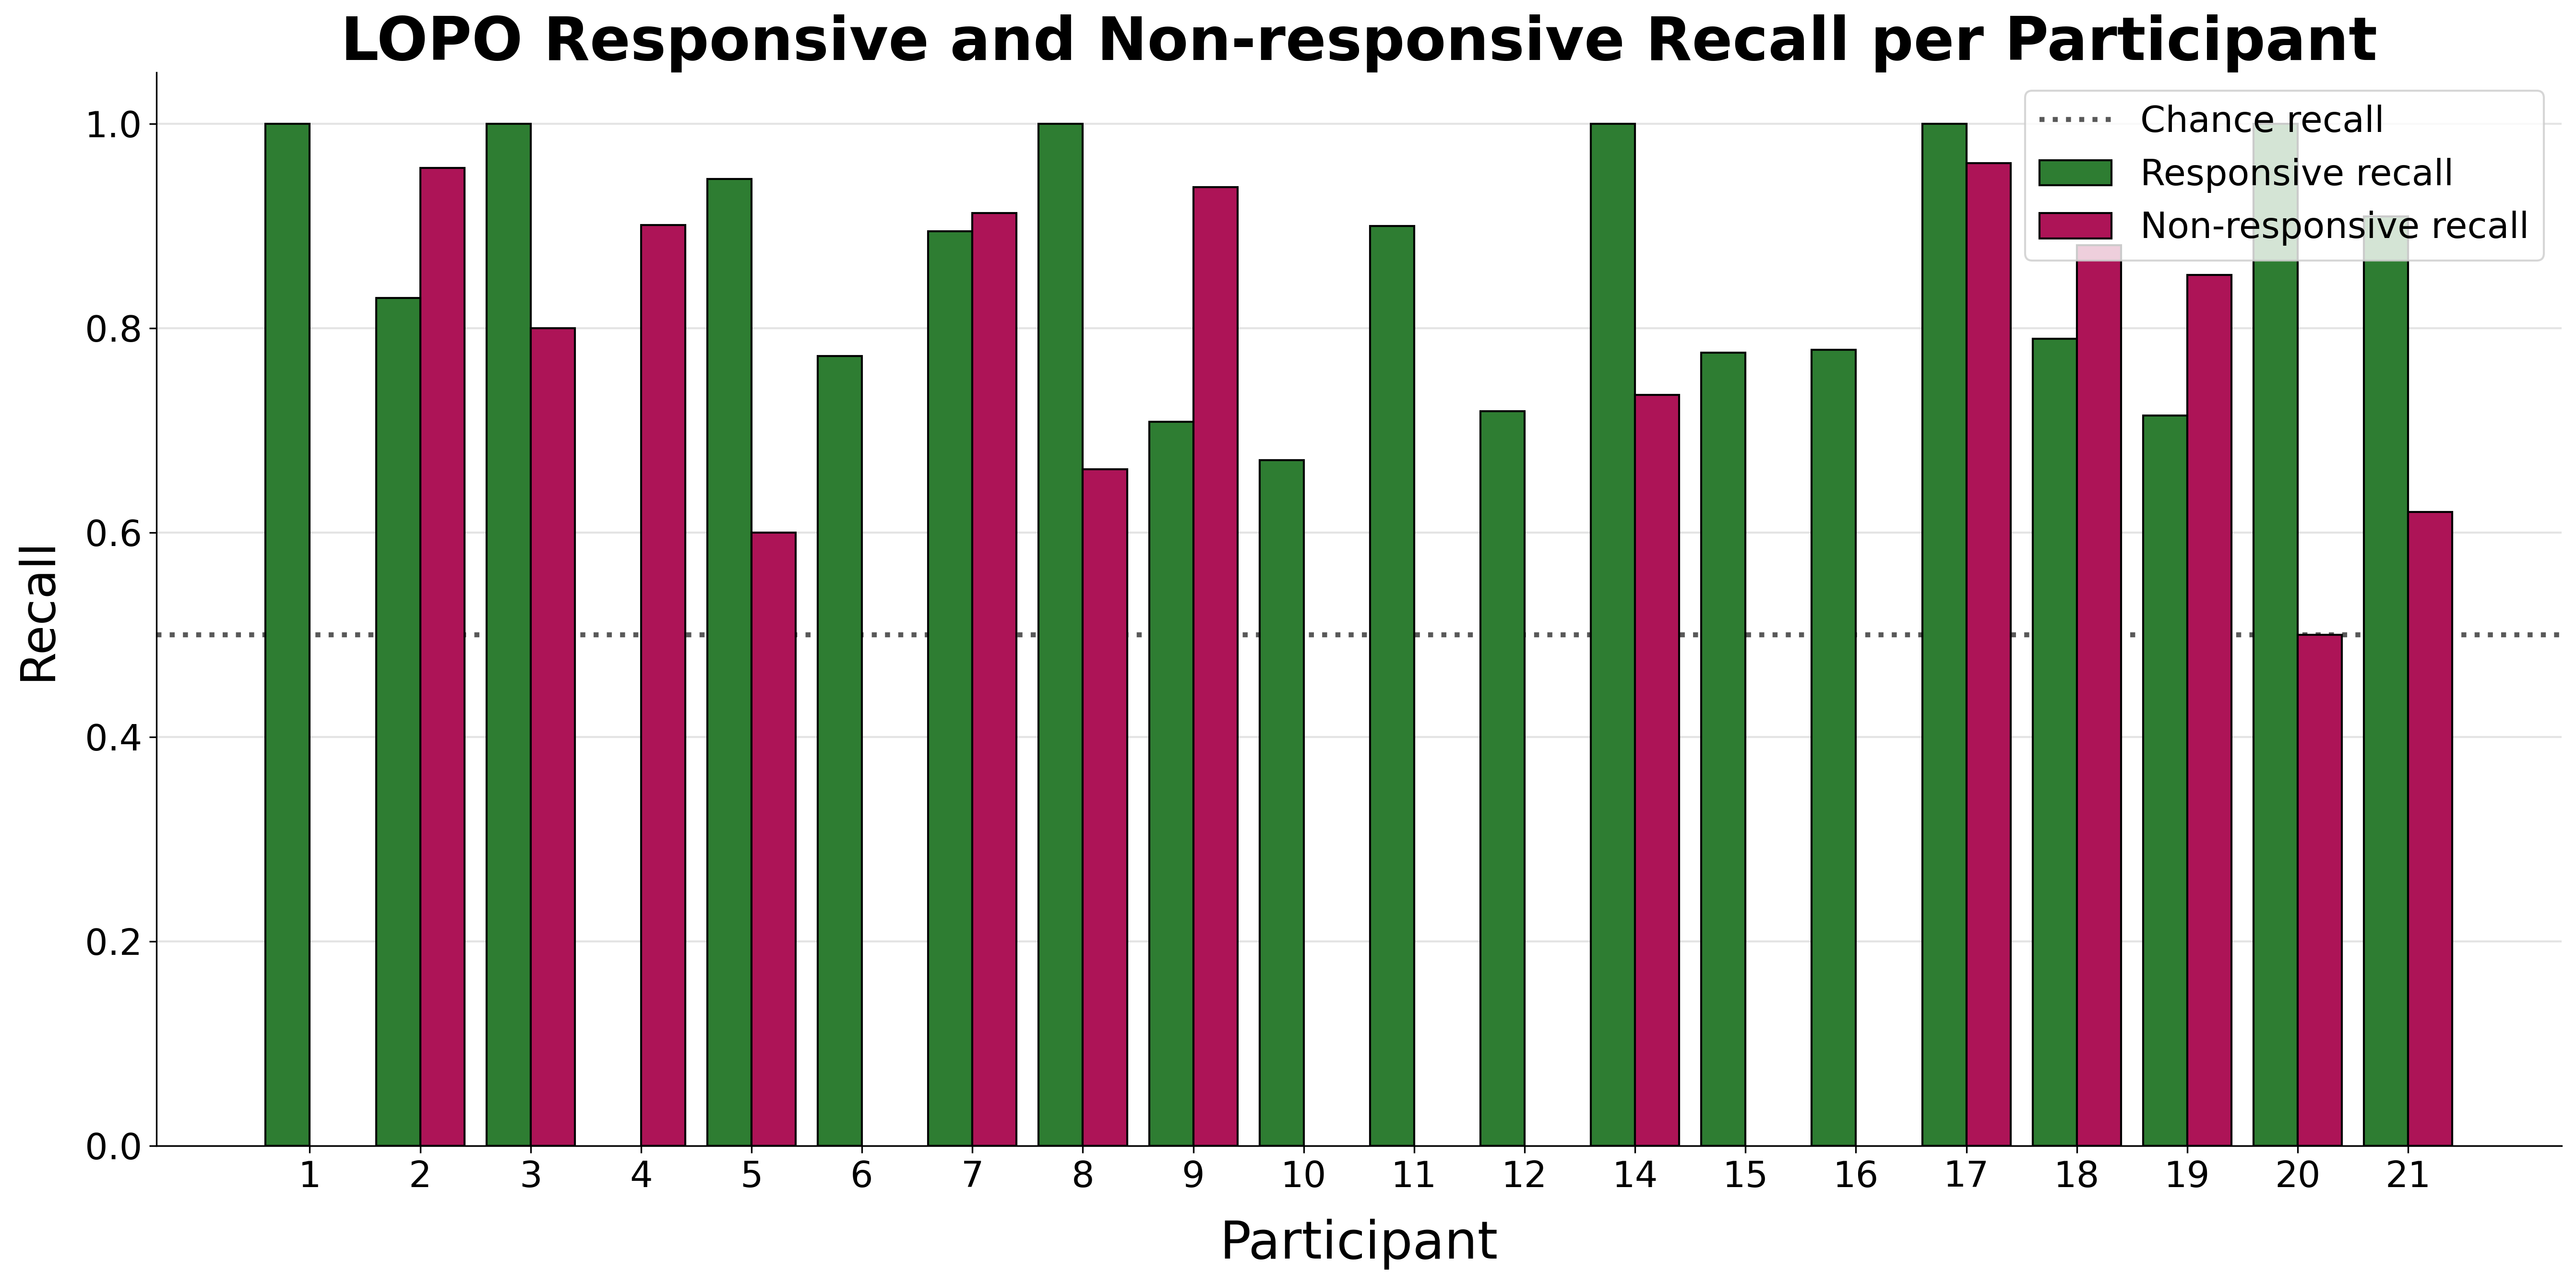 LOPO Responsive and Non-responsive Recall per Participant
Chance recall
Responsive recall
Non-responsive recall
Recall
1.0
0.8
0.6
0.4
0.2
0.0
1 2 3 4 5 6 7 8 9 10 11 12 14 15 16 17 18 19 20 21
Participant